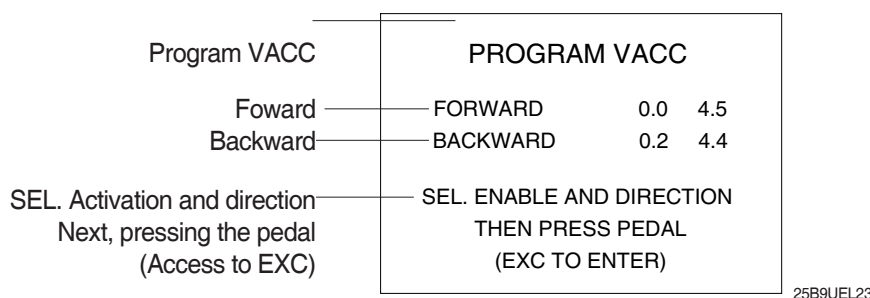 Program VACC
PROGRAM VACC
Foward
FORWARD 0.0 4.5
Backward
BACKWARD 0.2 4.4
SEL. Activation and direction
Next, pressing the pedal
(Access to EXC)
SEL. ENABLE AND DIRECTION
THEN PRESS PEDAL
(EXC TO ENTER)
25B9UEL23